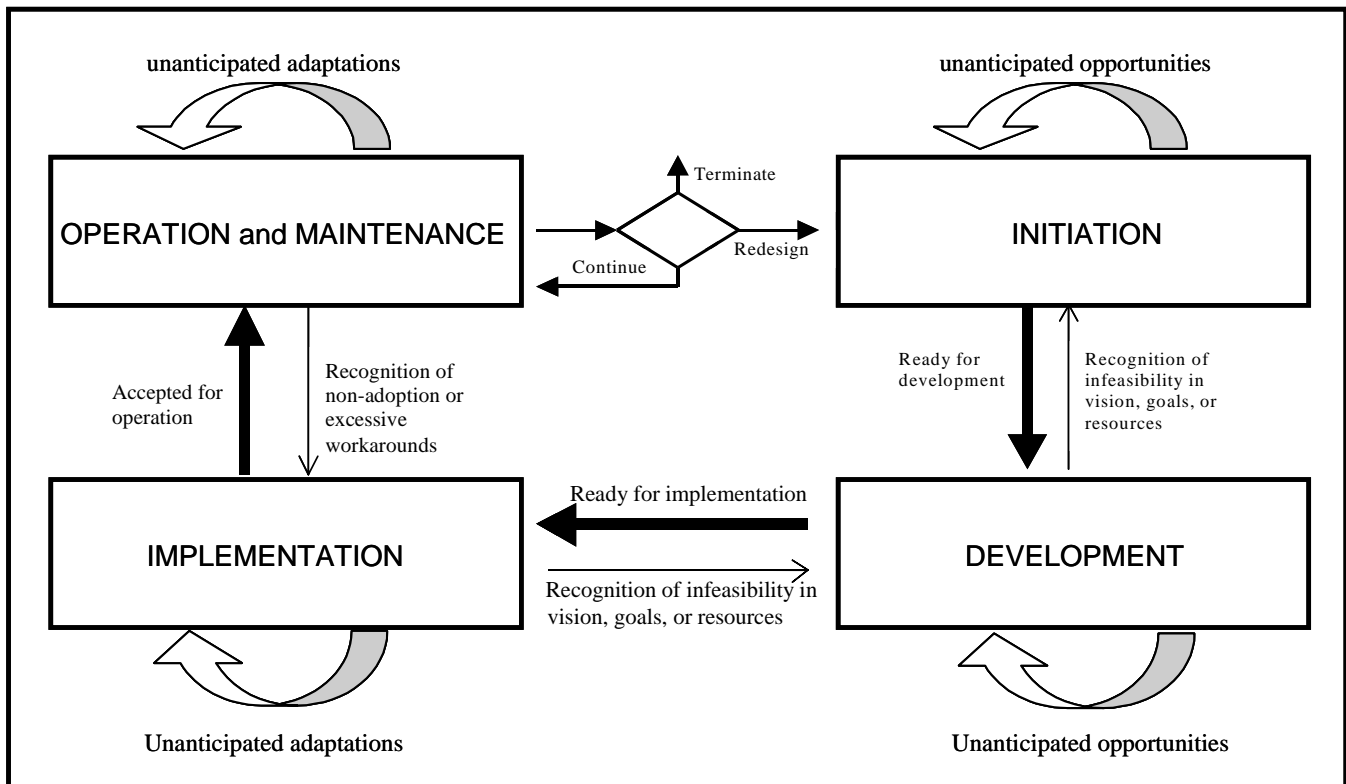 unanticipated adaptations
unanticipated opportunities
OPERATION and MAINTENANCE
Terminate
Redesign
Continue
INITIATION
Accepted for
operation
Recognition of
non-adoption or
excessive
workarounds
Ready for
development
Recognition of
infeasibility in
vision, goals, or
resources
IMPLEMENTATION
Ready for implementation
Recognition of infeasibility in
vision, goals, or resources
DEVELOPMENT
Unanticipated adaptations
Unanticipated opportunities